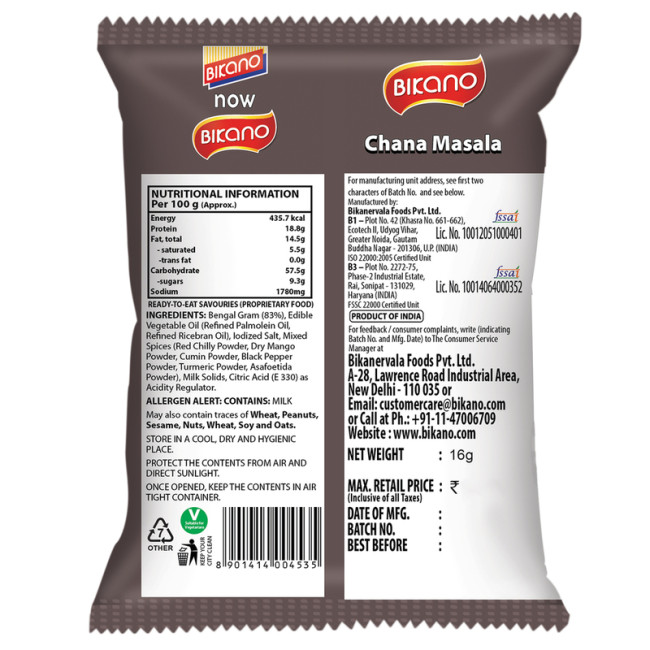 BIKANO
now
BIKANO
NUTRITIONAL INFORMATION
Per 100 g (Approx.)
Energy 435.7 kcal
Protein 18.8g
Fat, total 14.5g
- saturated 5.5g
-trans fat 0.0g
Carbohydrate 57.5g
-sugars 9.3g
Sodium 1780mg
READY-TO-EAT SAVOURIES (PROPRIETARY FOOD)
INGREDIENTS: Bengal Gram (83%), Edible
Vegetable Oil (Refined Palmolein Oil,
Refined Ricebran Oil), Iodized Salt, Mixed
Spices (Red Chilly Powder, Dry Mango
Powder, Cumin Powder, Black Pepper
Powder, Turmeric Powder, Asafoetida
Powder), Milk Solids, Citric Acid (E 330) as
Acidity Regulator.
ALLERGEN ALERT: CONTAINS: MILK
May also contain traces of Wheat, Peanuts,
Sesame, Nuts, Wheat, Soy and Oats.
STORE IN A COOL, DRY AND HYGIENIC
PLACE.
PROTECT THE CONTENTS FROM AIR AND
DIRECT SUNLIGHT.
ONCE OPENED, KEEP THE CONTENTS IN AIR
TIGHT CONTAINER.
7
OTHER
V
Suitable for
Vegetarians
KEEP YOUR
CITY CLEAN
8 901414 004535
BIKANO
Chana Masala
For manufacturing unit address, see first two
characters of Batch No. and see below.
Manufactured by:
Bikanervala Foods Pvt. Ltd.
B1 – Plot No. 42 (Khasra No. 661-662),
Ecotech II, Udyog Vihar,
Greater Noida, Gautam
Buddha Nagar - 201306, U.P. (INDIA)
ISO 22000:2005 Certified Unit
fssai
Lic. No. 10012051000401
B3 – Plot No. 2272-75,
Phase-2 Industrial Estate,
Rai, Sonipat - 131029,
Haryana (INDIA)
FSSC 22000 Certified Unit
fssai
Lic. No. 10014064000352
PRODUCT OF INDIA
For feedback / consumer complaints, write (indicating
Batch No. and Mfg. Date) to The Consumer Service
Manager at
Bikanervala Foods Pvt. Ltd.
A-28, Lawrence Road Industrial Area,
New Delhi - 110 035 or
Email: customercare@bikano.com
or Call at Ph.: +91-11-47006709
Website : www.bikano.com
NET WEIGHT : 16g
MAX. RETAIL PRICE : ₹
(Inclusive of all Taxes)
DATE OF MFG. :
BATCH NO. :
BEST BEFORE :